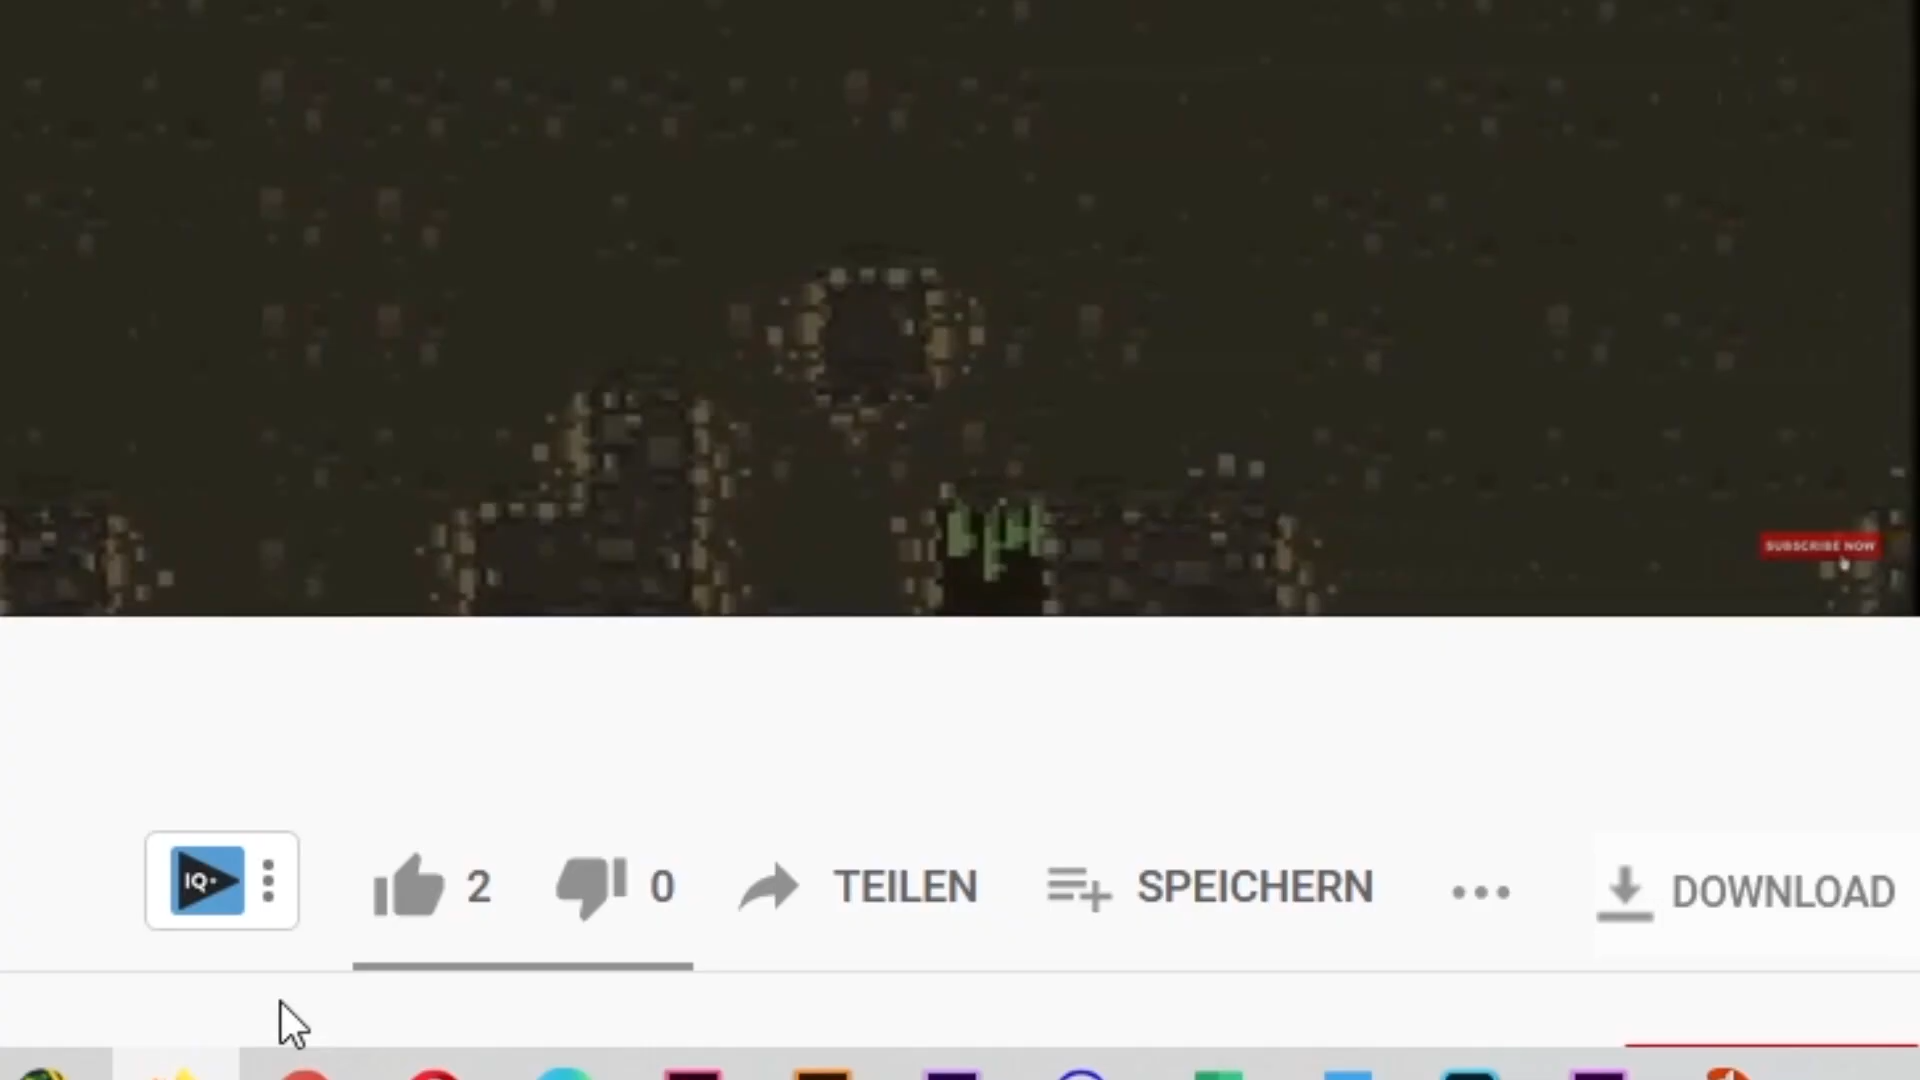 SUBSCRIBE NOW
IQ
2
0
TEILEN
SPEICHERN
DOWNLOAD